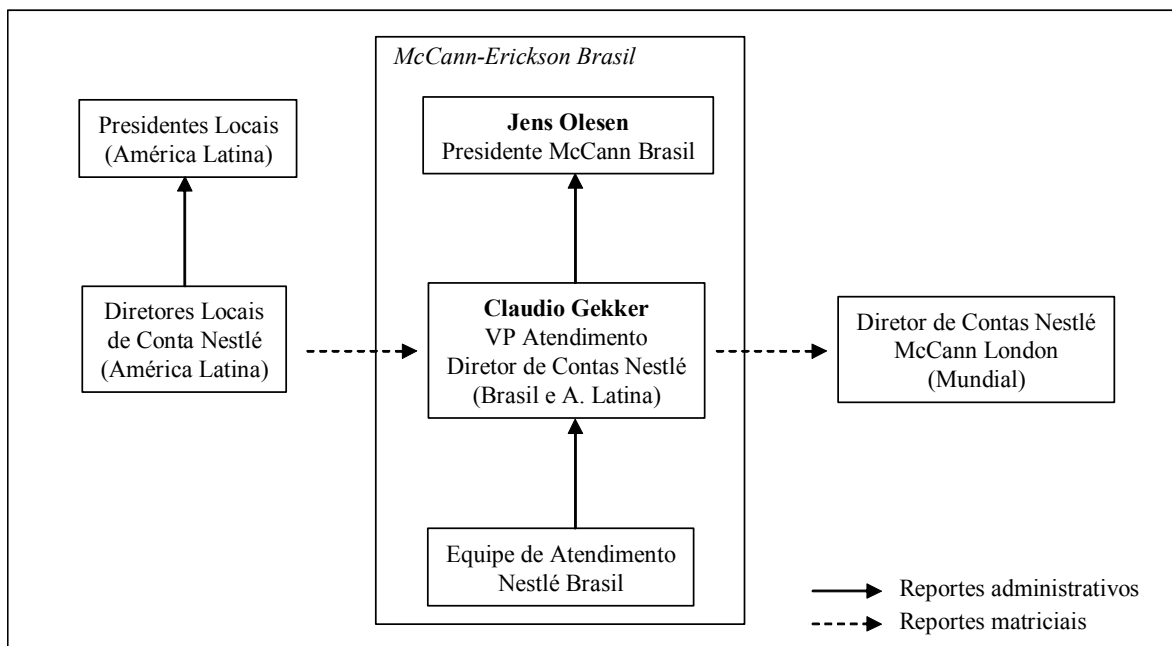 McCann-Erickson Brasil
Presidentes Locais
(América Latina)
Jens Olesen
Presidente McCann Brasil
Diretores Locais
de Conta Nestlé
(América Latina)
Claudio Gekker
VP Atendimento
Diretor de Contas Nestlé
(Brasil e A. Latina)
Diretor de Contas Nestlé
McCann London
(Mundial)
Equipe de Atendimento
Nestlé Brasil
Reportes administrativos
Reportes matriciais